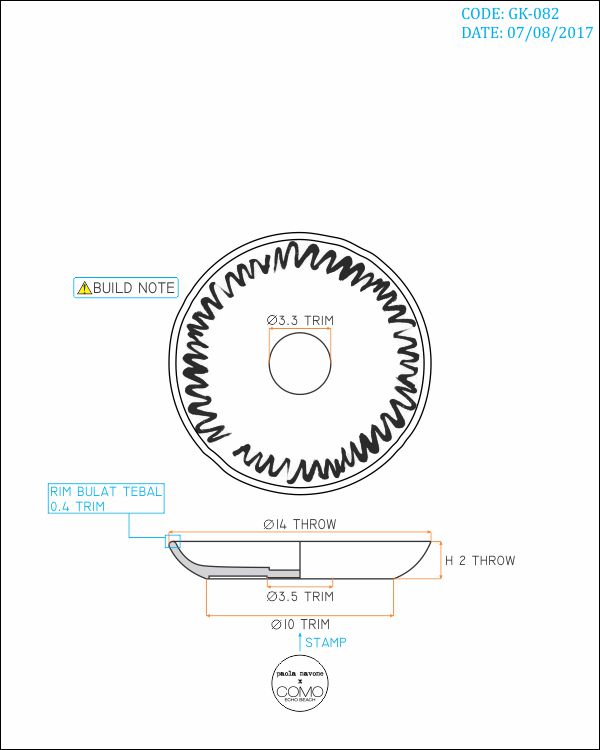 CODE: GK-082
DATE: 07/08/2017
BUILD NOTE
Ø3.3 TRIM
RIM BULAT TEBAL
0.4 TRIM
Ø14 THROW
H 2 THROW
Ø3.5 TRIM
Ø10 TRIM
STAMP
paola navone
x
COMO
ECHO BEACH